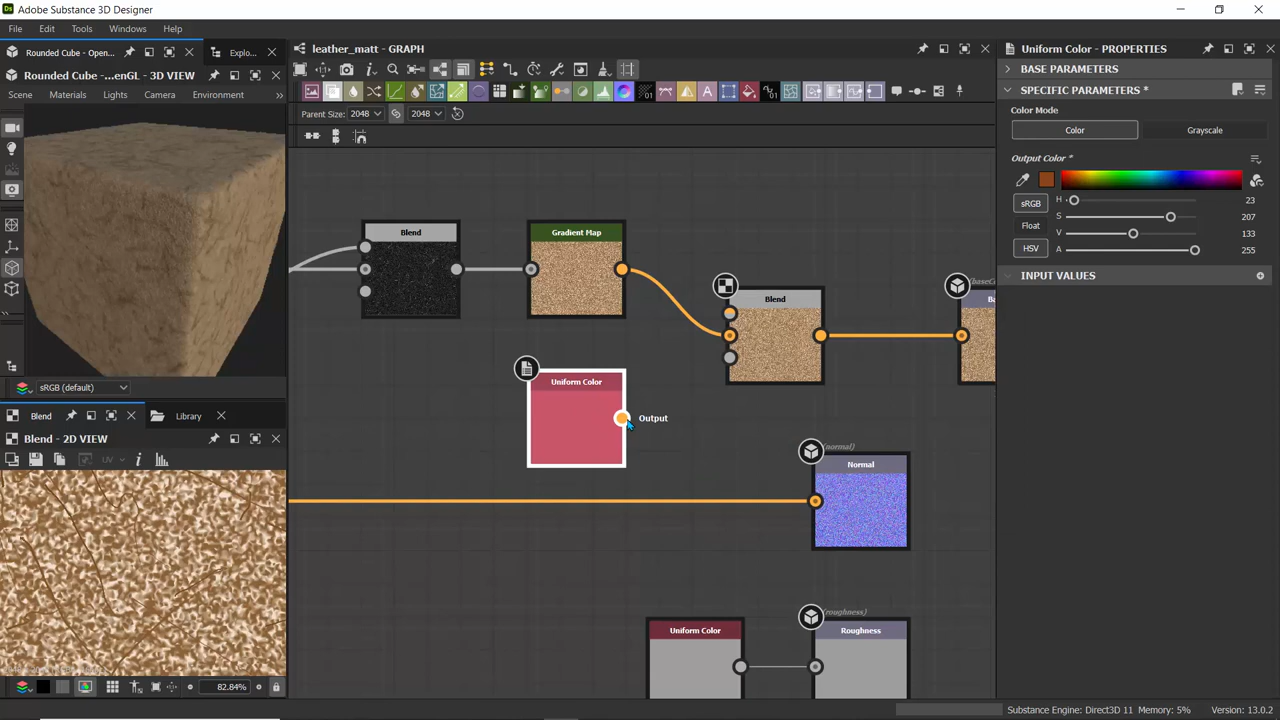 Ds Adobe Substance 3D Designer
File Edit Tools Windows Help
Rounded Cube - Open...
Explo...
Rounded Cube -...enGL - 3D VIEW
Scene Materials Lights Camera Environment »
sRGB (default)
Blend
Library
Blend - 2D VIEW
UV
82.84%
leather_matt - GRAPH
Parent Size: 2048 2048
Blend
Gradient Map
Blend
Uniform Color
Output
(normal)
Normal
(roughness)
Uniform Color
Roughness
Uniform Color - PROPERTIES
BASE PARAMETERS
SPECIFIC PARAMETERS *
Color Mode
Color Grayscale
Output Color *
sRGB
Float
HSV
H 23
S 207
V 133
A 255
INPUT VALUES
Substance Engine: Direct3D 11 Memory: 5% Version: 13.0.2